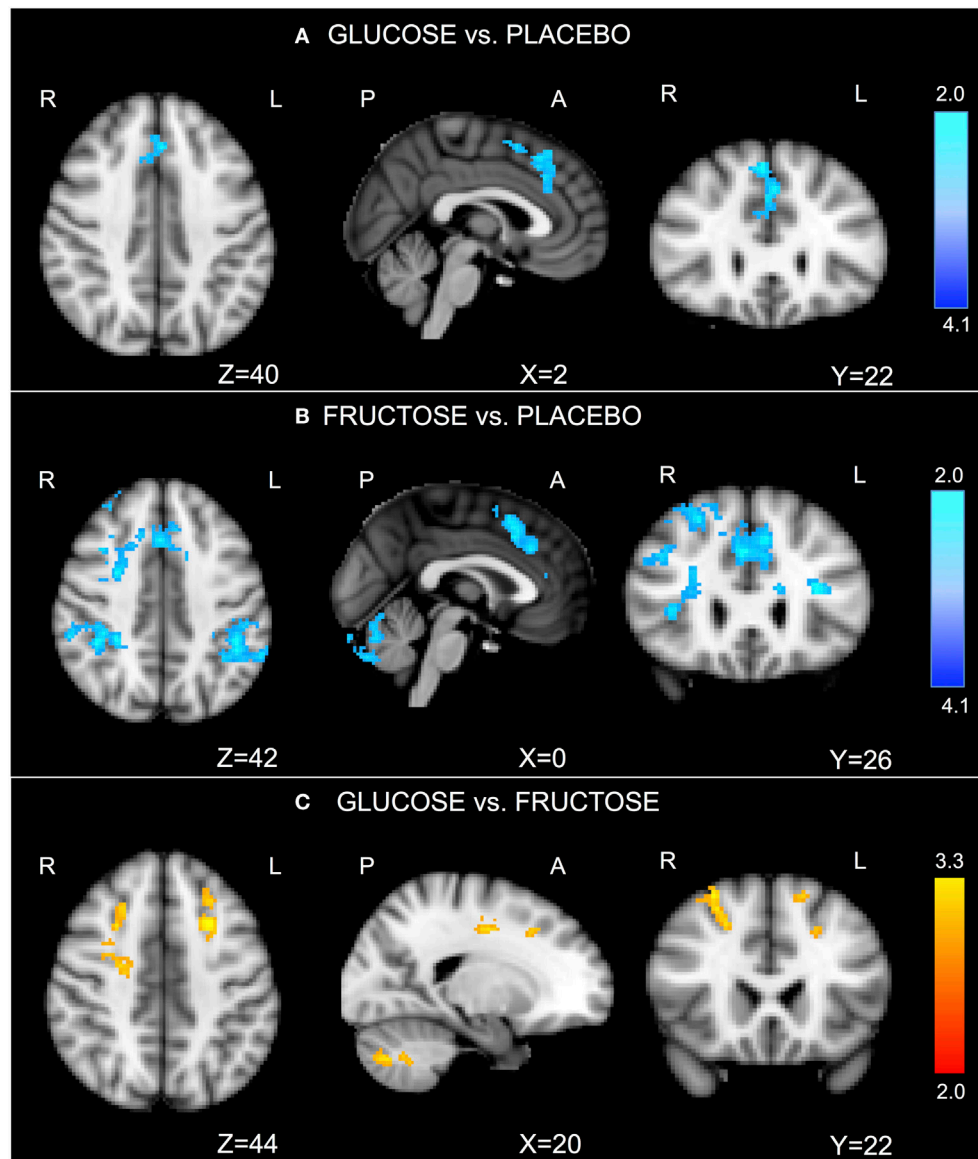 A GLUCOSE vs. PLACEBO
R L P A R L
2.0
4.1
Z=40 X=2 Y=22
B FRUCTOSE vs. PLACEBO
R L P A R L
2.0
4.1
Z=42 X=0 Y=26
C GLUCOSE vs. FRUCTOSE
R L P A R L
3.3
2.0
Z=44 X=20 Y=22